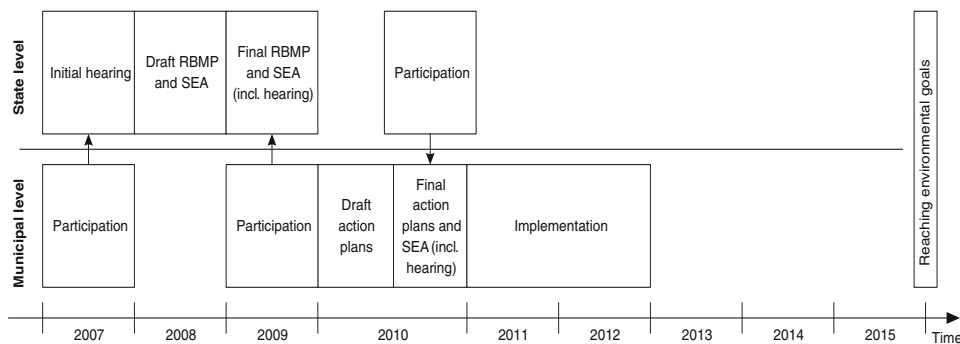 State level
Initial hearing
Draft RBMP
and SEA
Final RBMP
and SEA
(incl. hearing)
Participation
Municipal level
Participation
Participation
Draft
action
plans
Final
action
plans and
SEA (incl.
hearing)
Implementation
Reaching environmental goals
2007
2008
2009
2010
2011
2012
2013
2014
2015
Time